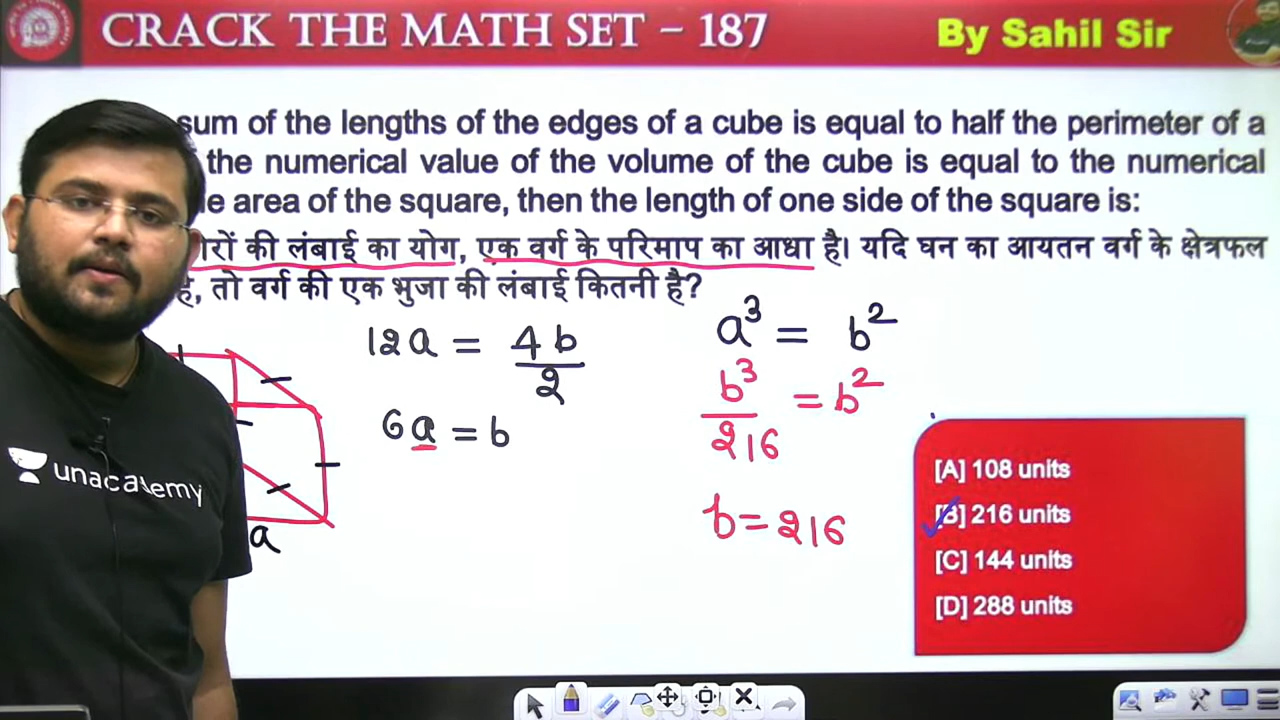 CRACK THE MATH SET – 187
By Sahil Sir
sum of the lengths of the edges of a cube is equal to half the perimeter of a
the numerical value of the volume of the cube is equal to the numerical
area of the square, then the length of one side of the square is:
की लंबाई का योग, एक वर्ग के परिमाप का आधा है। यदि घन का आयतन वर्ग के क्षेत्रफल
है, तो वर्ग की एक भुजा की लंबाई कितनी है?
12a = 4b/2
6a = b
a³ = b²
b³/216 = b²
b = 216
a
unacademy
[A] 108 units
[B] 216 units
[C] 144 units
[D] 288 units